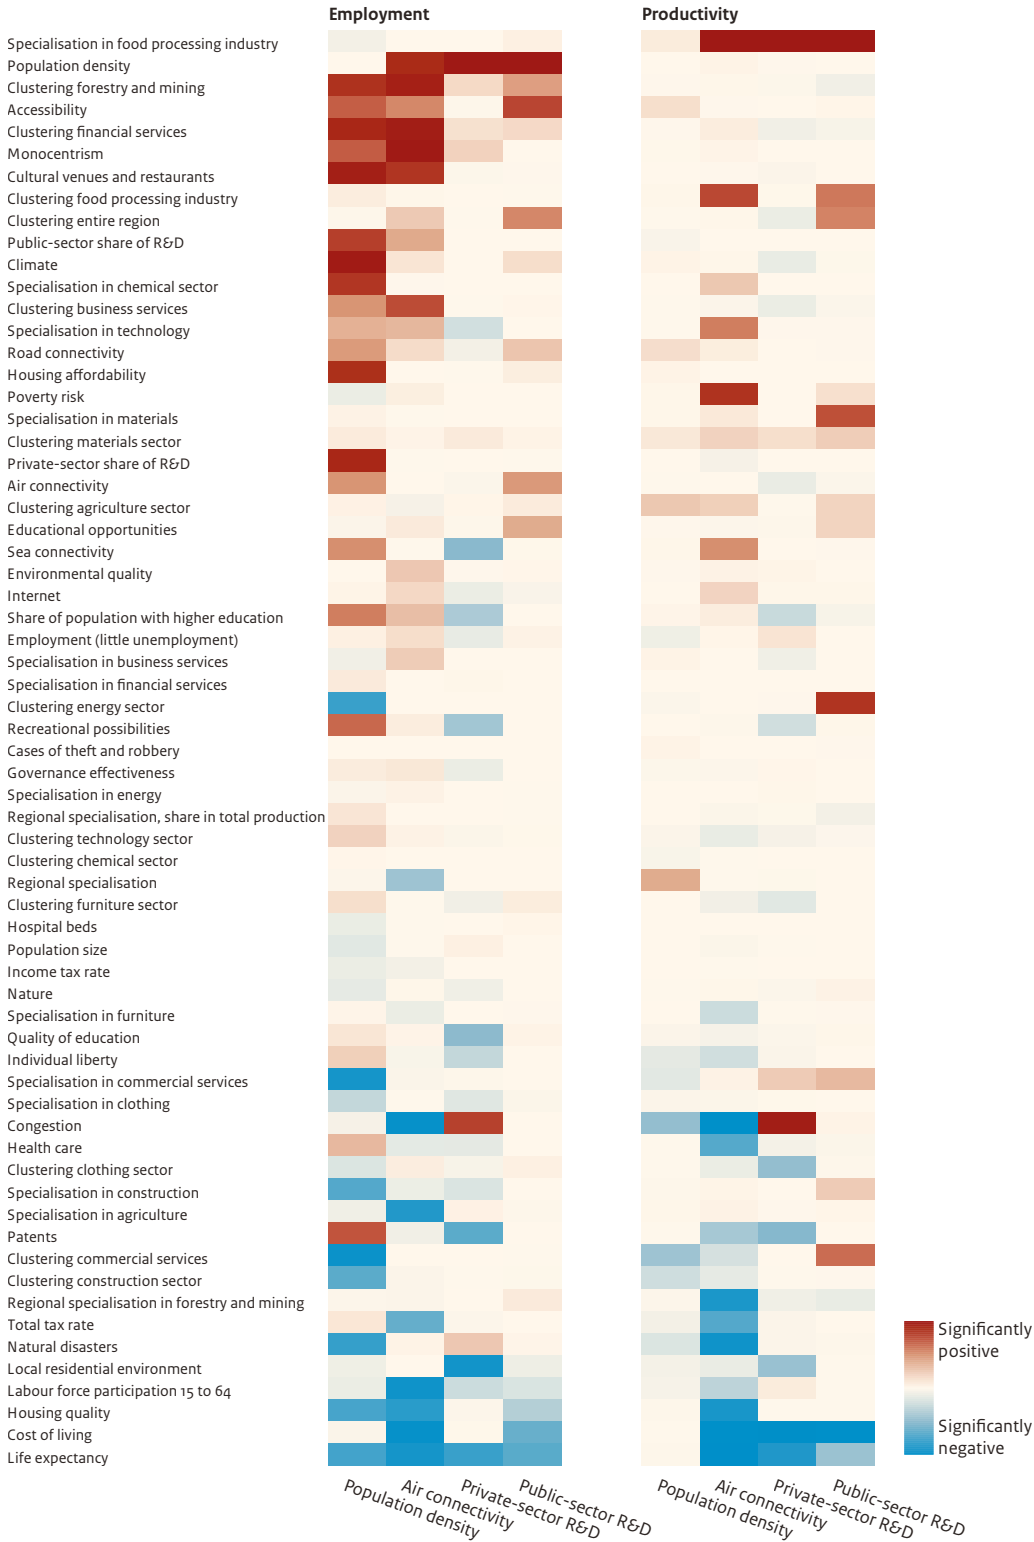 Employment
Productivity
Specialisation in food processing industry
Population density
Clustering forestry and mining
Accessibility
Clustering financial services
Monocentrism
Cultural venues and restaurants
Clustering food processing industry
Clustering entire region
Public-sector share of R&D
Climate
Specialisation in chemical sector
Clustering business services
Specialisation in technology
Road connectivity
Housing affordability
Poverty risk
Specialisation in materials
Clustering materials sector
Private-sector share of R&D
Air connectivity
Clustering agriculture sector
Educational opportunities
Sea connectivity
Environmental quality
Internet
Share of population with higher education
Employment (little unemployment)
Specialisation in business services
Specialisation in financial services
Clustering energy sector
Recreational possibilities
Cases of theft and robbery
Governance effectiveness
Specialisation in energy
Regional specialisation, share in total production
Clustering technology sector
Clustering chemical sector
Regional specialisation
Clustering furniture sector
Hospital beds
Population size
Income tax rate
Nature
Specialisation in furniture
Quality of education
Individual liberty
Specialisation in commercial services
Specialisation in clothing
Congestion
Health care
Clustering clothing sector
Specialisation in construction
Specialisation in agriculture
Patents
Clustering commercial services
Clustering construction sector
Regional specialisation in forestry and mining
Total tax rate
Natural disasters
Local residential environment
Labour force participation 15 to 64
Housing quality
Cost of living
Life expectancy
Significantly
positive
Significantly
negative
Population density
Air connectivity
Private-sector R&D
Public-sector R&D
Population density
Air connectivity
Private-sector R&D
Public-sector R&D